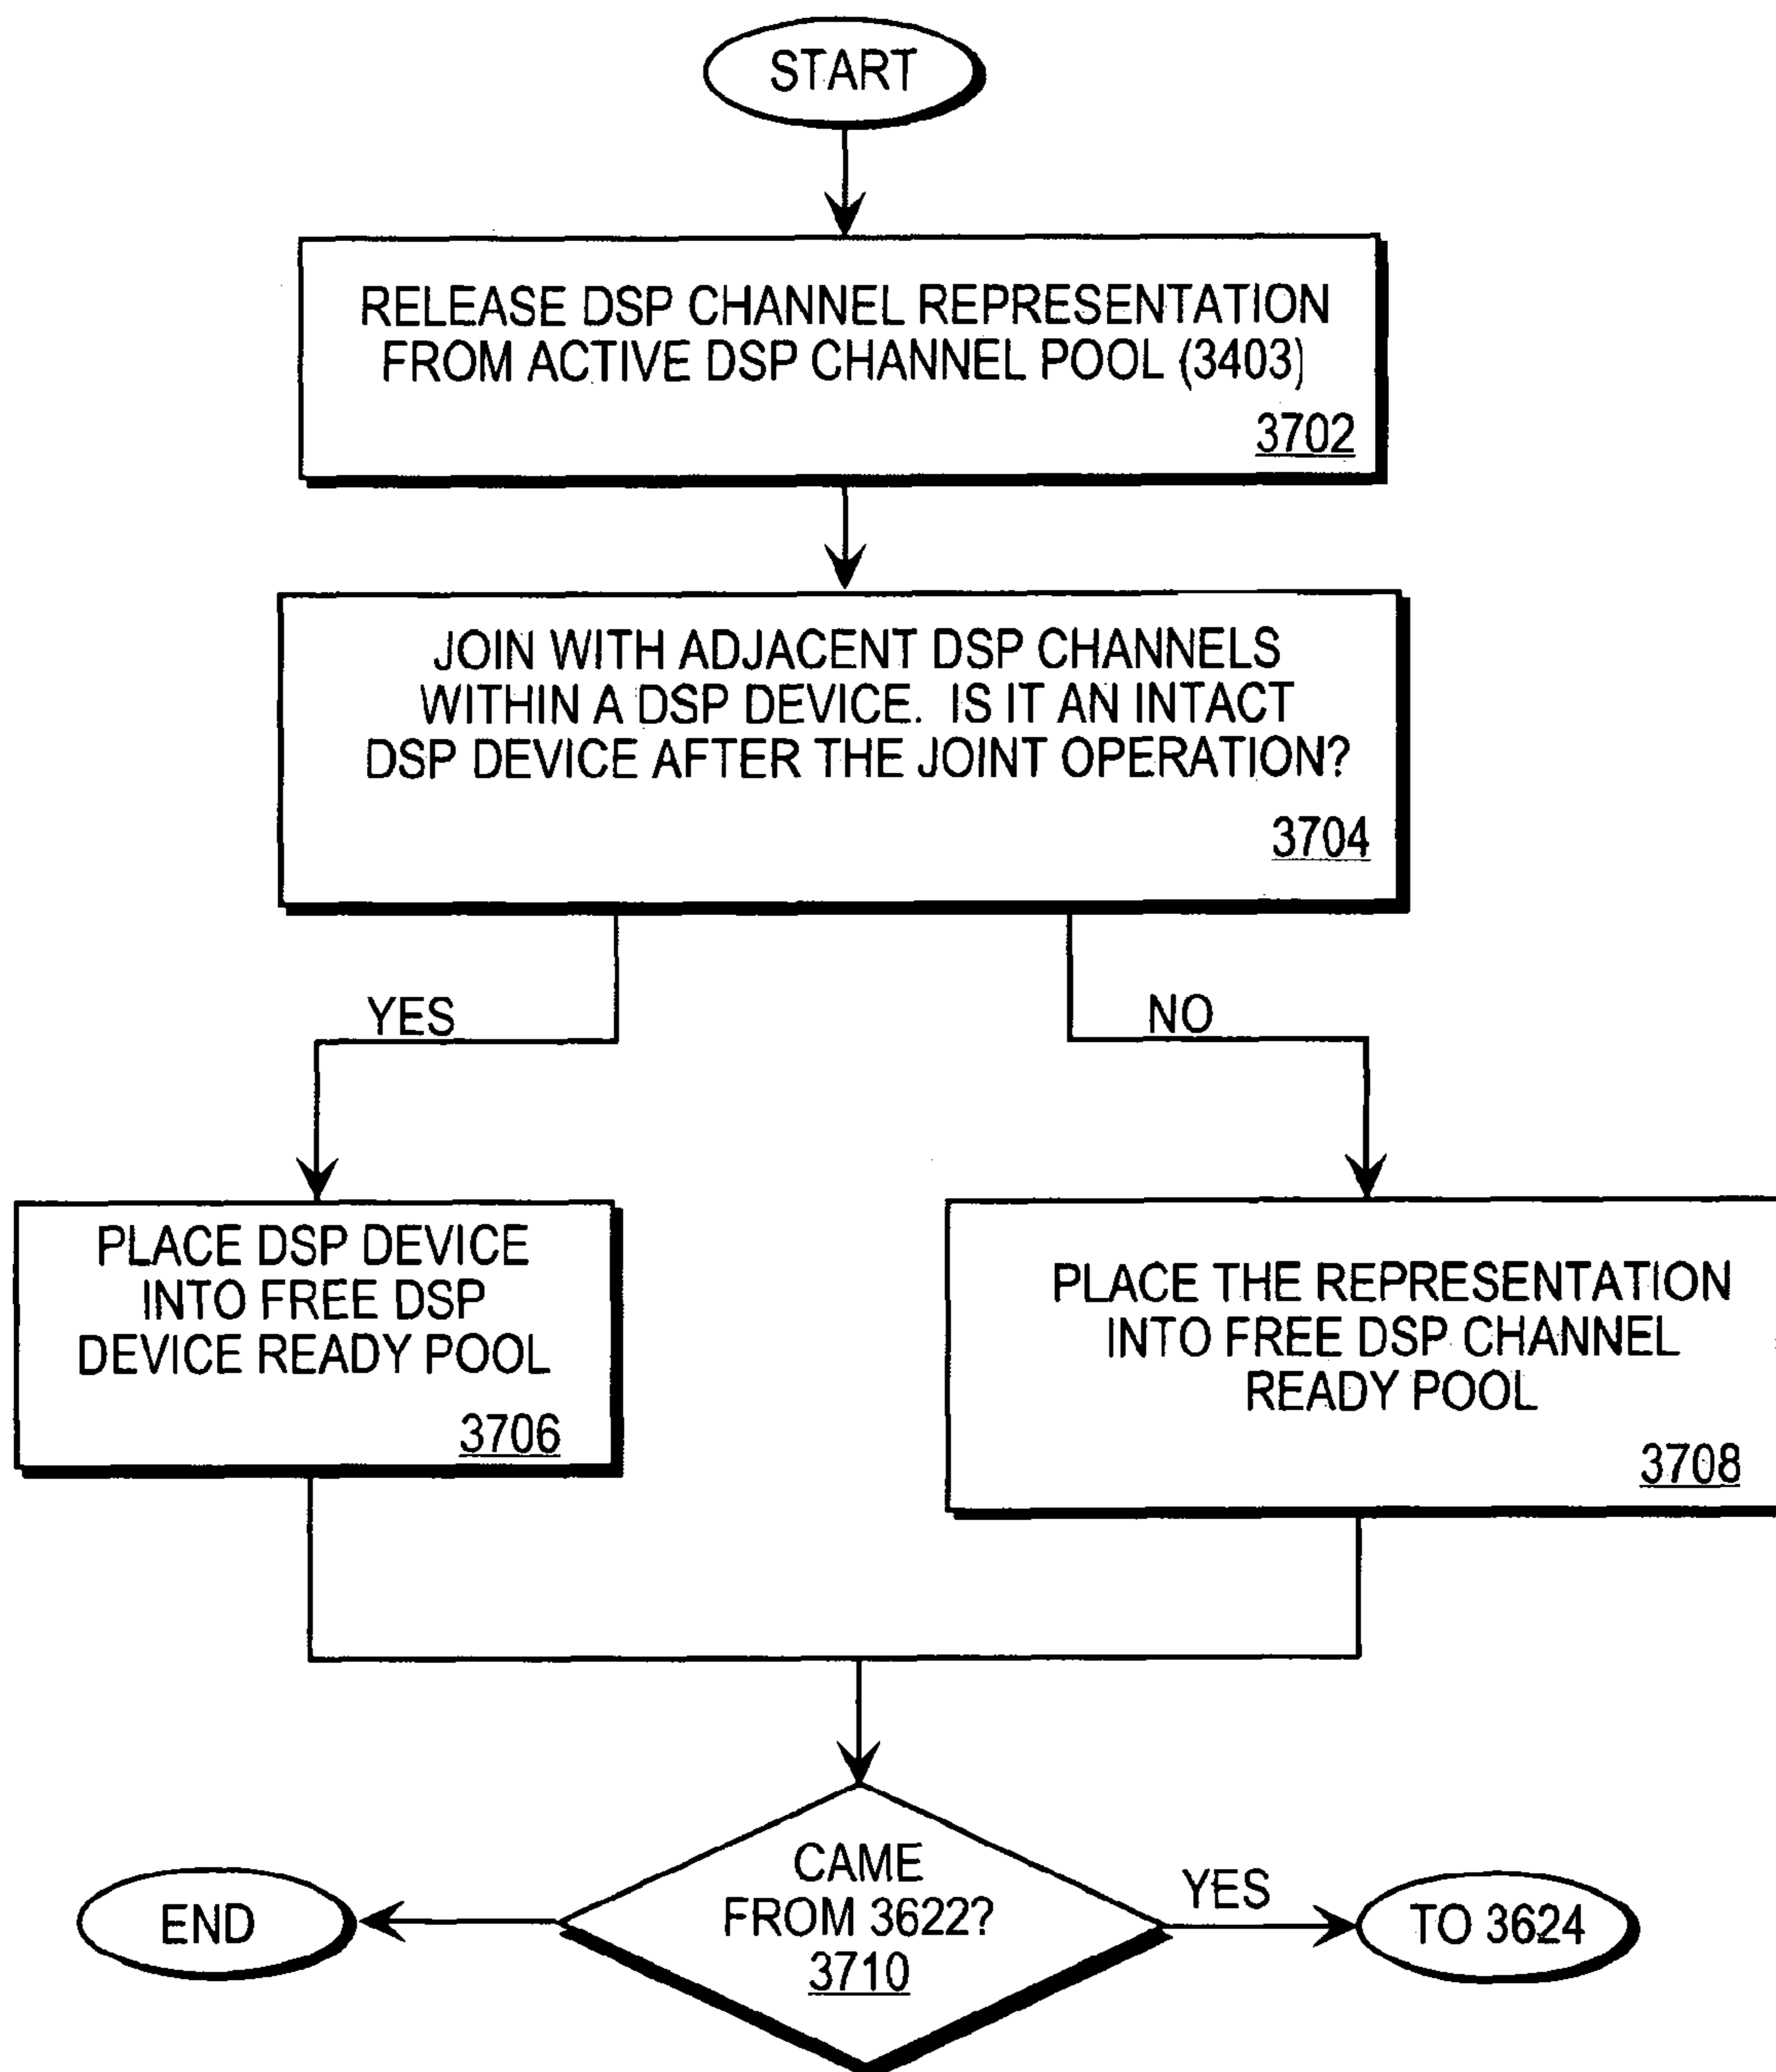 START
RELEASE DSP CHANNEL REPRESENTATION
FROM ACTIVE DSP CHANNEL POOL (3403)
3702
JOIN WITH ADJACENT DSP CHANNELS
WITHIN A DSP DEVICE. IS IT AN INTACT
DSP DEVICE AFTER THE JOINT OPERATION?
3704
YES
NO
PLACE DSP DEVICE
INTO FREE DSP
DEVICE READY POOL
3706
PLACE THE REPRESENTATION
INTO FREE DSP CHANNEL
READY POOL
3708
CAME
FROM 3622?
3710
YES
END
TO 3624